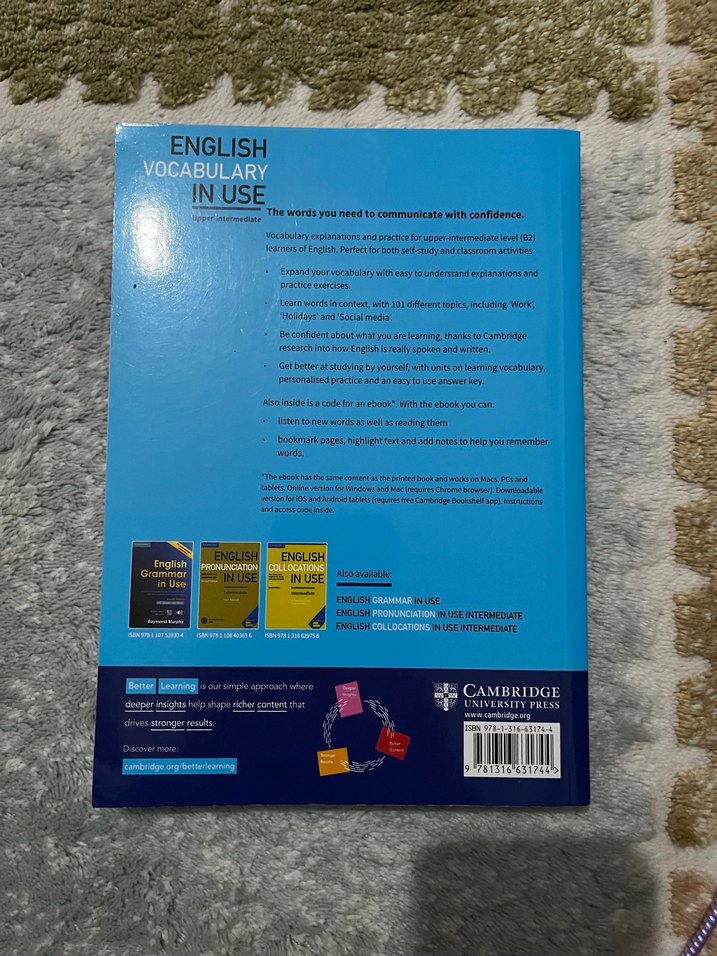 ENGLISH
VOCABULARY
IN USE
Upper-intermediate
The words you need to communicate with confidence.
Vocabulary explanations and practice for upper-intermediate level (B2)
learners of English. Perfect for both self-study and classroom activities.
• Expand your vocabulary with easy to understand explanations and
practice exercises.
• Learn words in context, with 101 different topics, including 'Work',
'Holidays' and 'Social media'.
• Be confident about what you are learning, thanks to Cambridge
research into how English is really spoken and written.
• Get better at studying by yourself, with units on learning vocabulary,
personalised practice and an easy to use answer key.
Also inside is a code for an ebook*. With the ebook you can:
• listen to new words as well as reading them
• bookmark pages, highlight text and add notes to help you remember
words.
*The ebook has the same content as the printed book and works on Macs, PCs and
tablets. Online version for Windows and Mac (requires Chrome browser). Downloadable
version for iOS and Android tablets (requires free Cambridge Bookshelf app). Instructions
and access code inside.
English
Grammar
in Use
Raymond Murphy
ISBN 978 1 107 53933 4
ENGLISH
PRONUNCIATION
IN USE
Intermediate
ISBN 978 1 108 40369 6
ENGLISH
COLLOCATIONS
IN USE
Intermediate
ISBN 978 1 316 62975 8
Also available:
ENGLISH GRAMMAR IN USE
ENGLISH PRONUNCIATION IN USE INTERMEDIATE
ENGLISH COLLOCATIONS IN USE INTERMEDIATE
Better Learning is our simple approach where
deeper insights help shape richer content that
drives stronger results.
Discover more:
cambridge.org/betterlearning
Deeper
Insights
Richer
Content
Stronger
Results
CAMBRIDGE
UNIVERSITY PRESS
www.cambridge.org
ISBN 978-1-316-63174-4
9 781316 631744 >